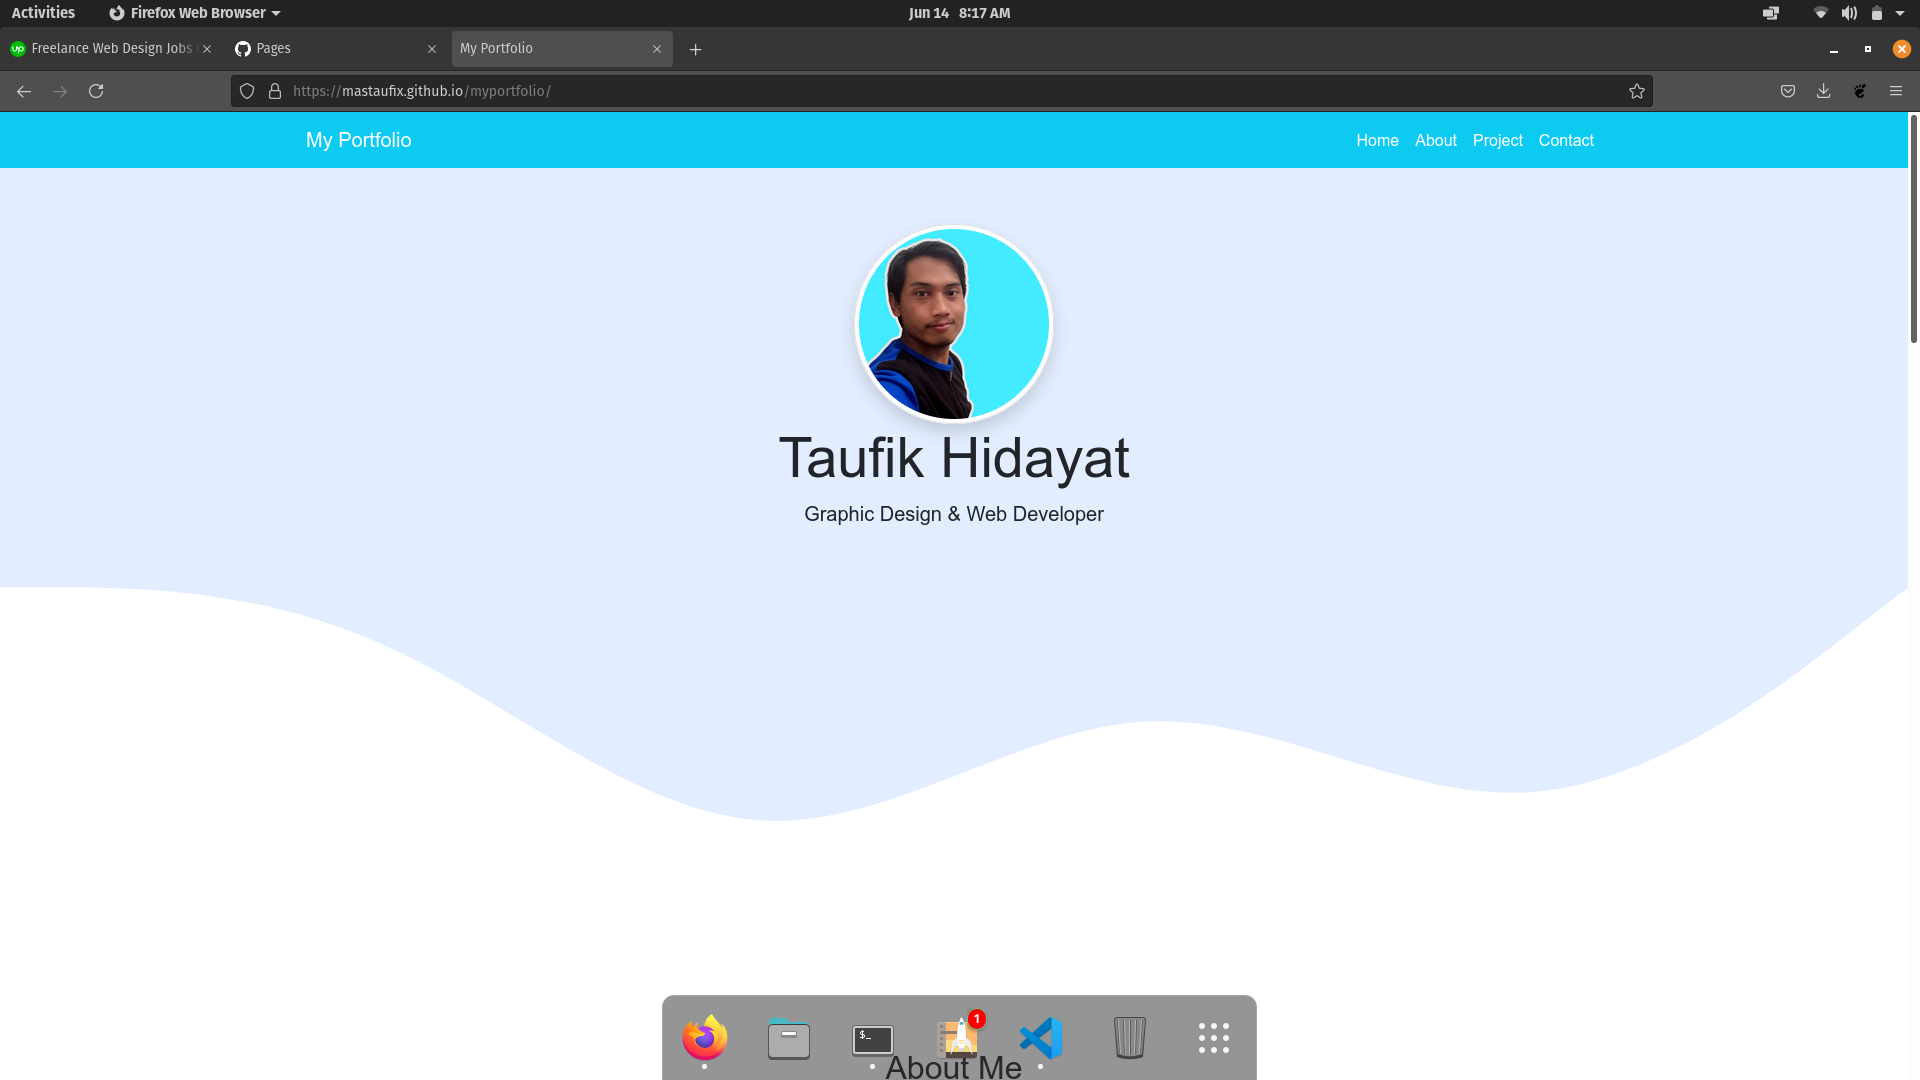 Activities Firefox Web Browser Jun 14 8:17 AM
Freelance Web Design Jobs Pages My Portfolio
https://mastaufix.github.io/myportfolio/
My Portfolio Home About Project Contact
Taufik Hidayat
Graphic Design & Web Developer
1
$_
About Me